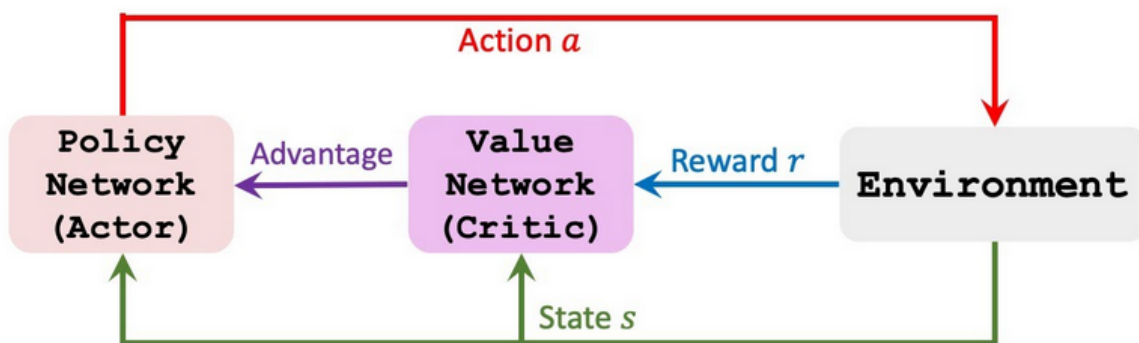 Action a
Policy
Network
(Actor)
Advantage
Value
Network
(Critic)
Reward r
Environment
State s